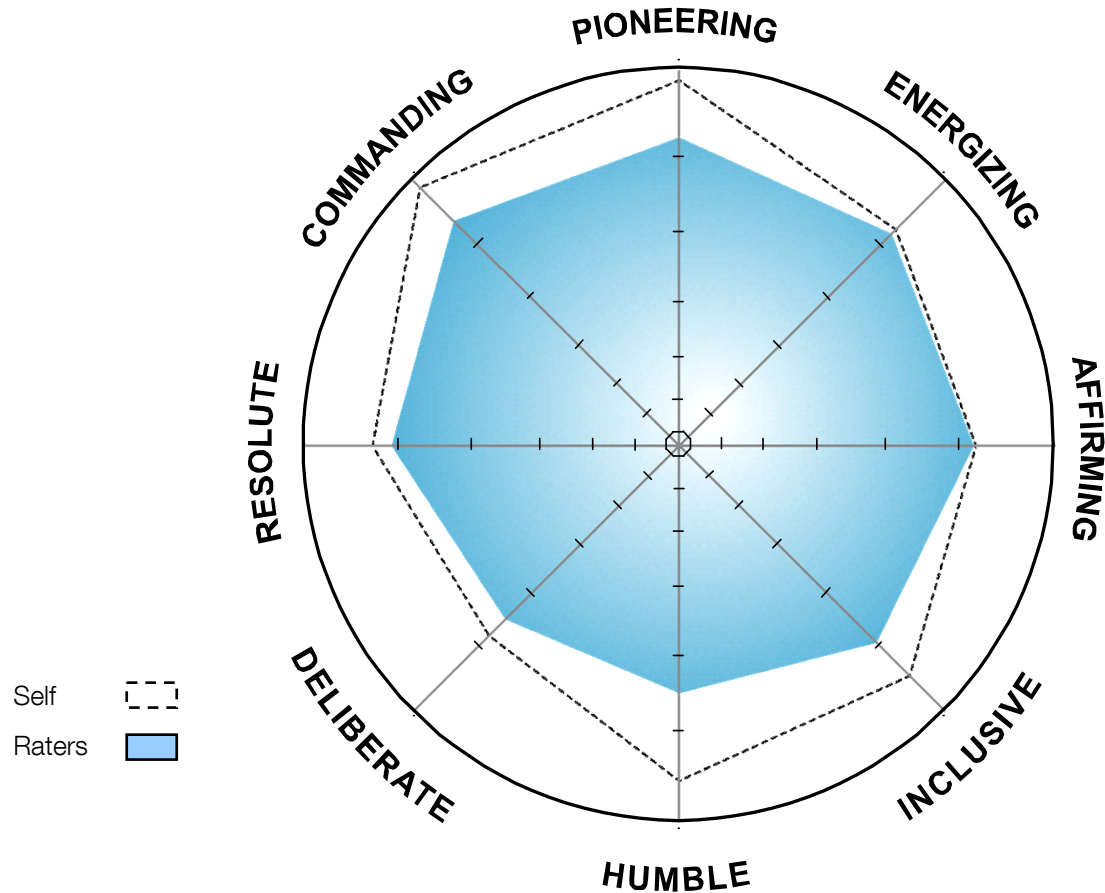 PIONEERING
ENERGIZING
AFFIRMING
INCLUSIVE
HUMBLE
DELIBERATE
RESOLUTE
COMMANDING
Self
Raters